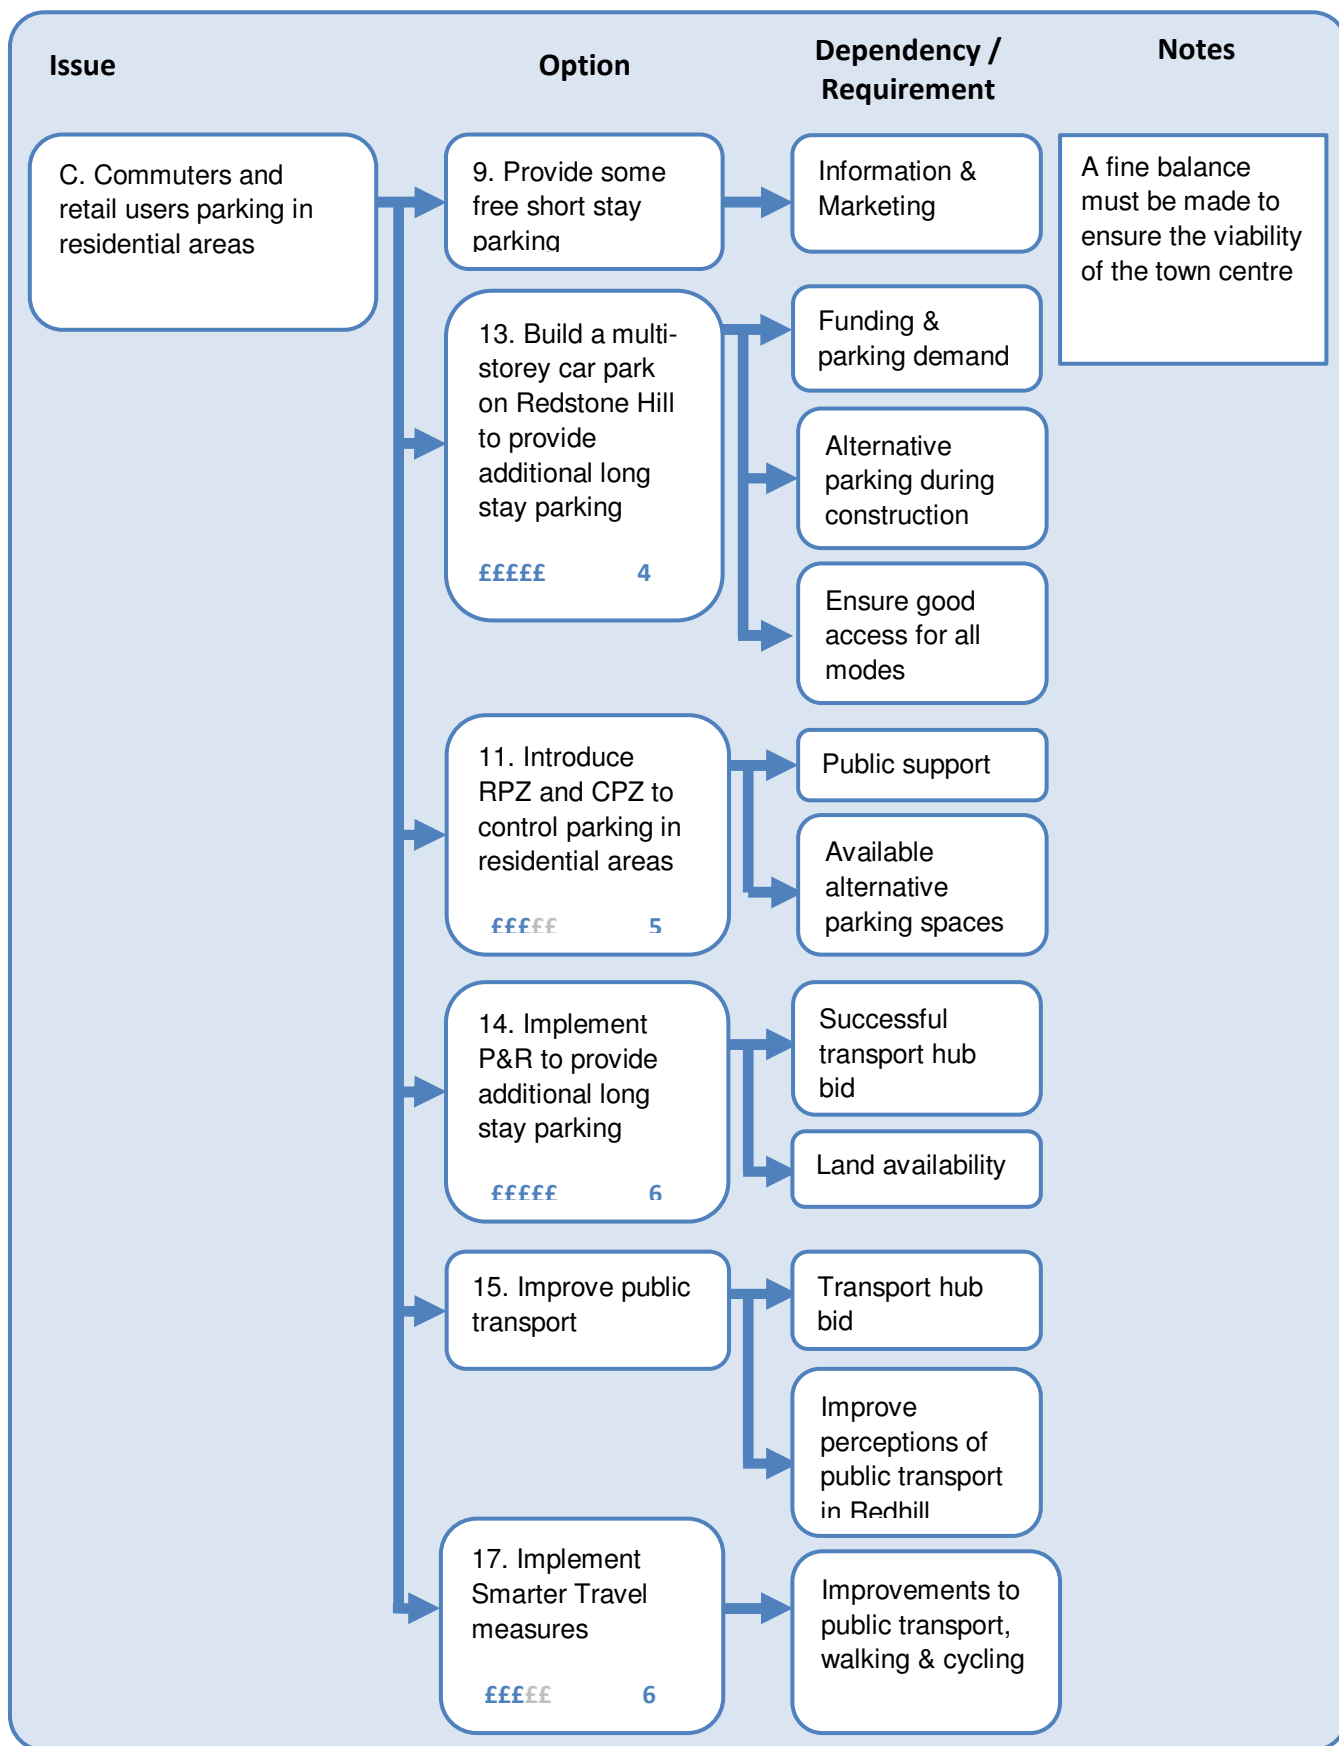 Issue
Option
Dependency /
Requirement
Notes
C. Commuters and
retail users parking in
residential areas
9. Provide some
free short stay
parking
Information &
Marketing
A fine balance
must be made to
ensure the viability
of the town centre
13. Build a multi-
storey car park
on Redstone Hill
to provide
additional long
stay parking
£££££ 4
Funding &
parking demand
Alternative
parking during
construction
Ensure good
access for all
modes
11. Introduce
RPZ and CPZ to
control parking in
residential areas
£££££ 5
Public support
Available
alternative
parking spaces
14. Implement
P&R to provide
additional long
stay parking
£££££ 6
Successful
transport hub
bid
Land availability
15. Improve public
transport
Transport hub
bid
Improve
perceptions of
public transport
in Redhill
17. Implement
Smarter Travel
measures
£££££ 6
Improvements to
public transport,
walking & cycling